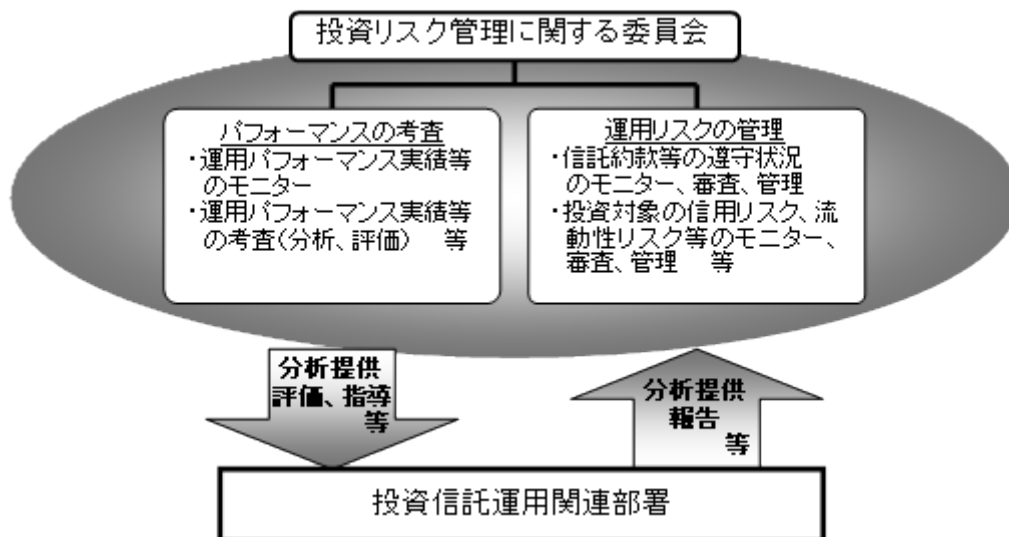 投資リスク管理に関する委員会
パフォーマンスの考査
・運用パフォーマンス実績等
のモニター
・運用パフォーマンス実績等
の考査(分析、評価)　等
運用リスクの管理
・信託約款等の遵守状況
のモニター、審査、管理
・投資対象の信用リスク、流
動性リスク等のモニター、
審査、管理　等
分析提供
評価、指導
等
分析提供
報告
等
投資信託運用関連部署